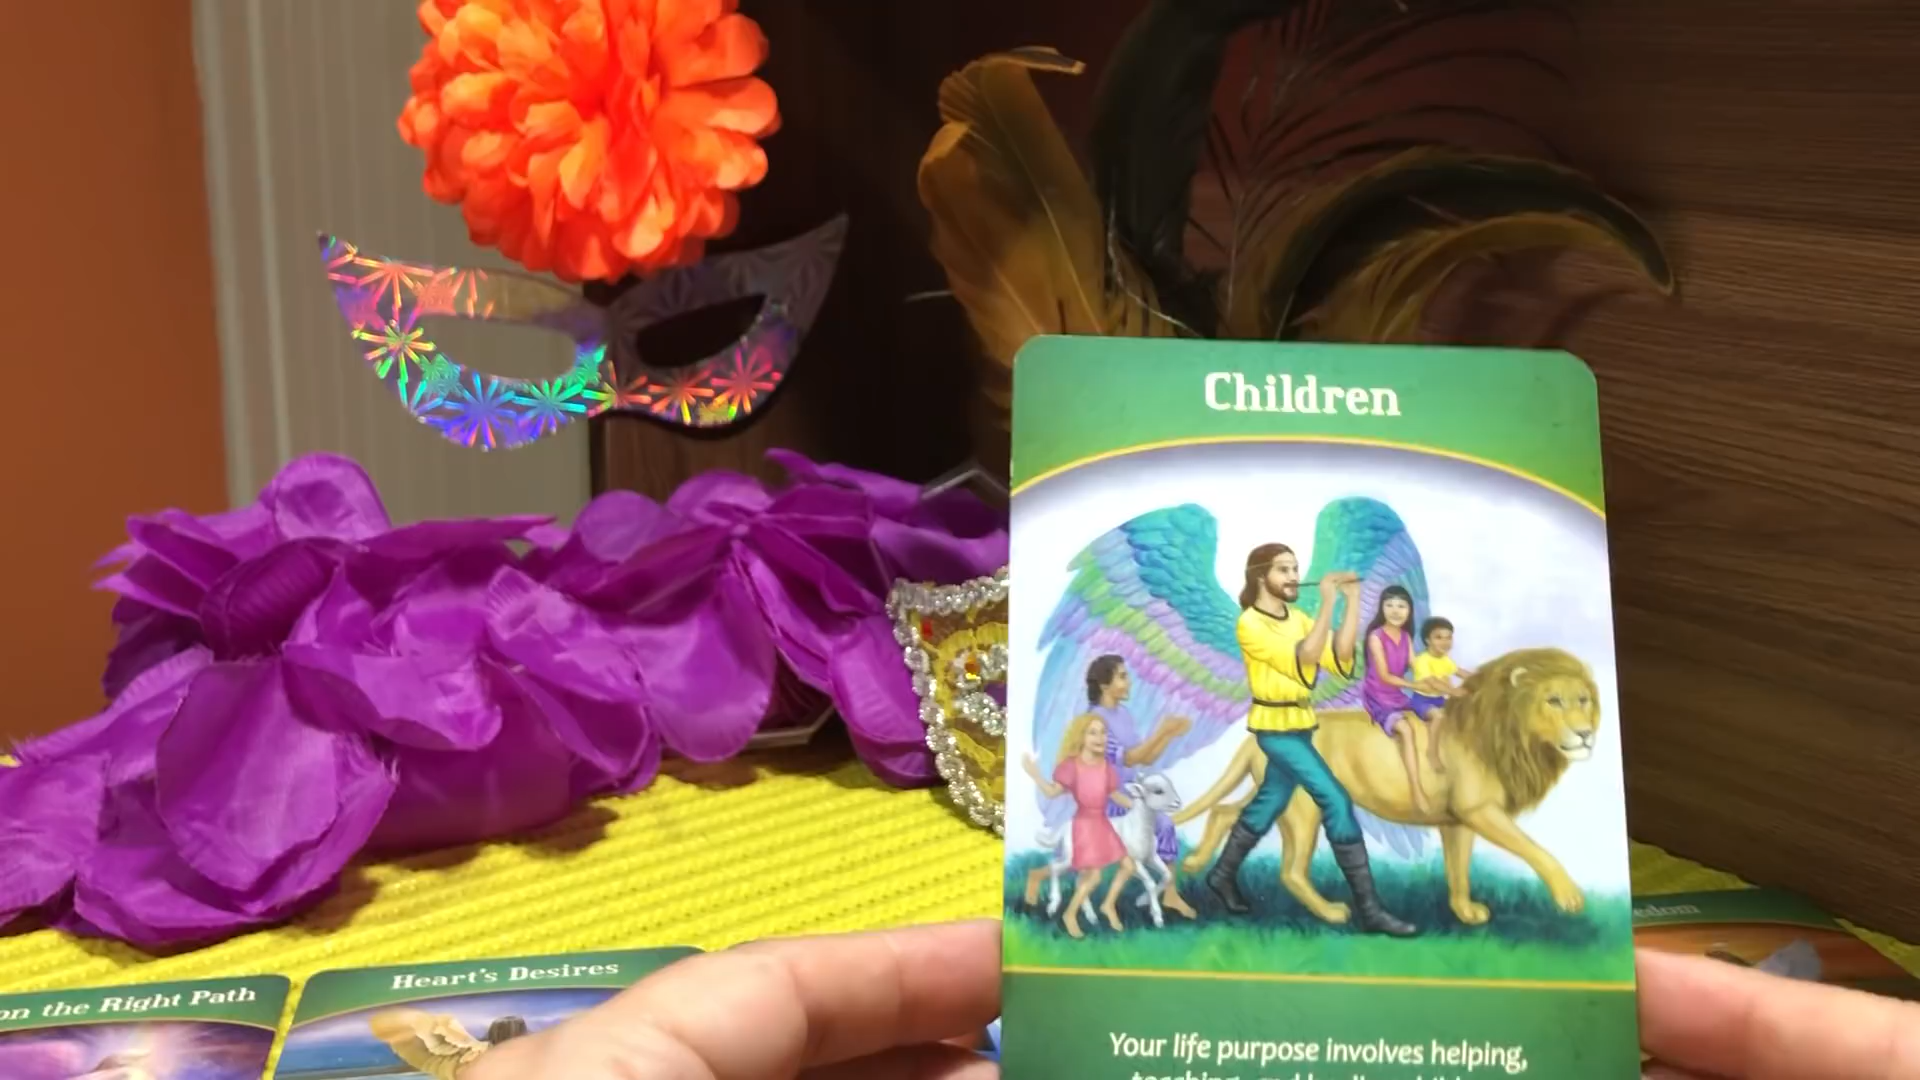 Children
Your life purpose involves helping,
Heart's Desires
on the Right Path